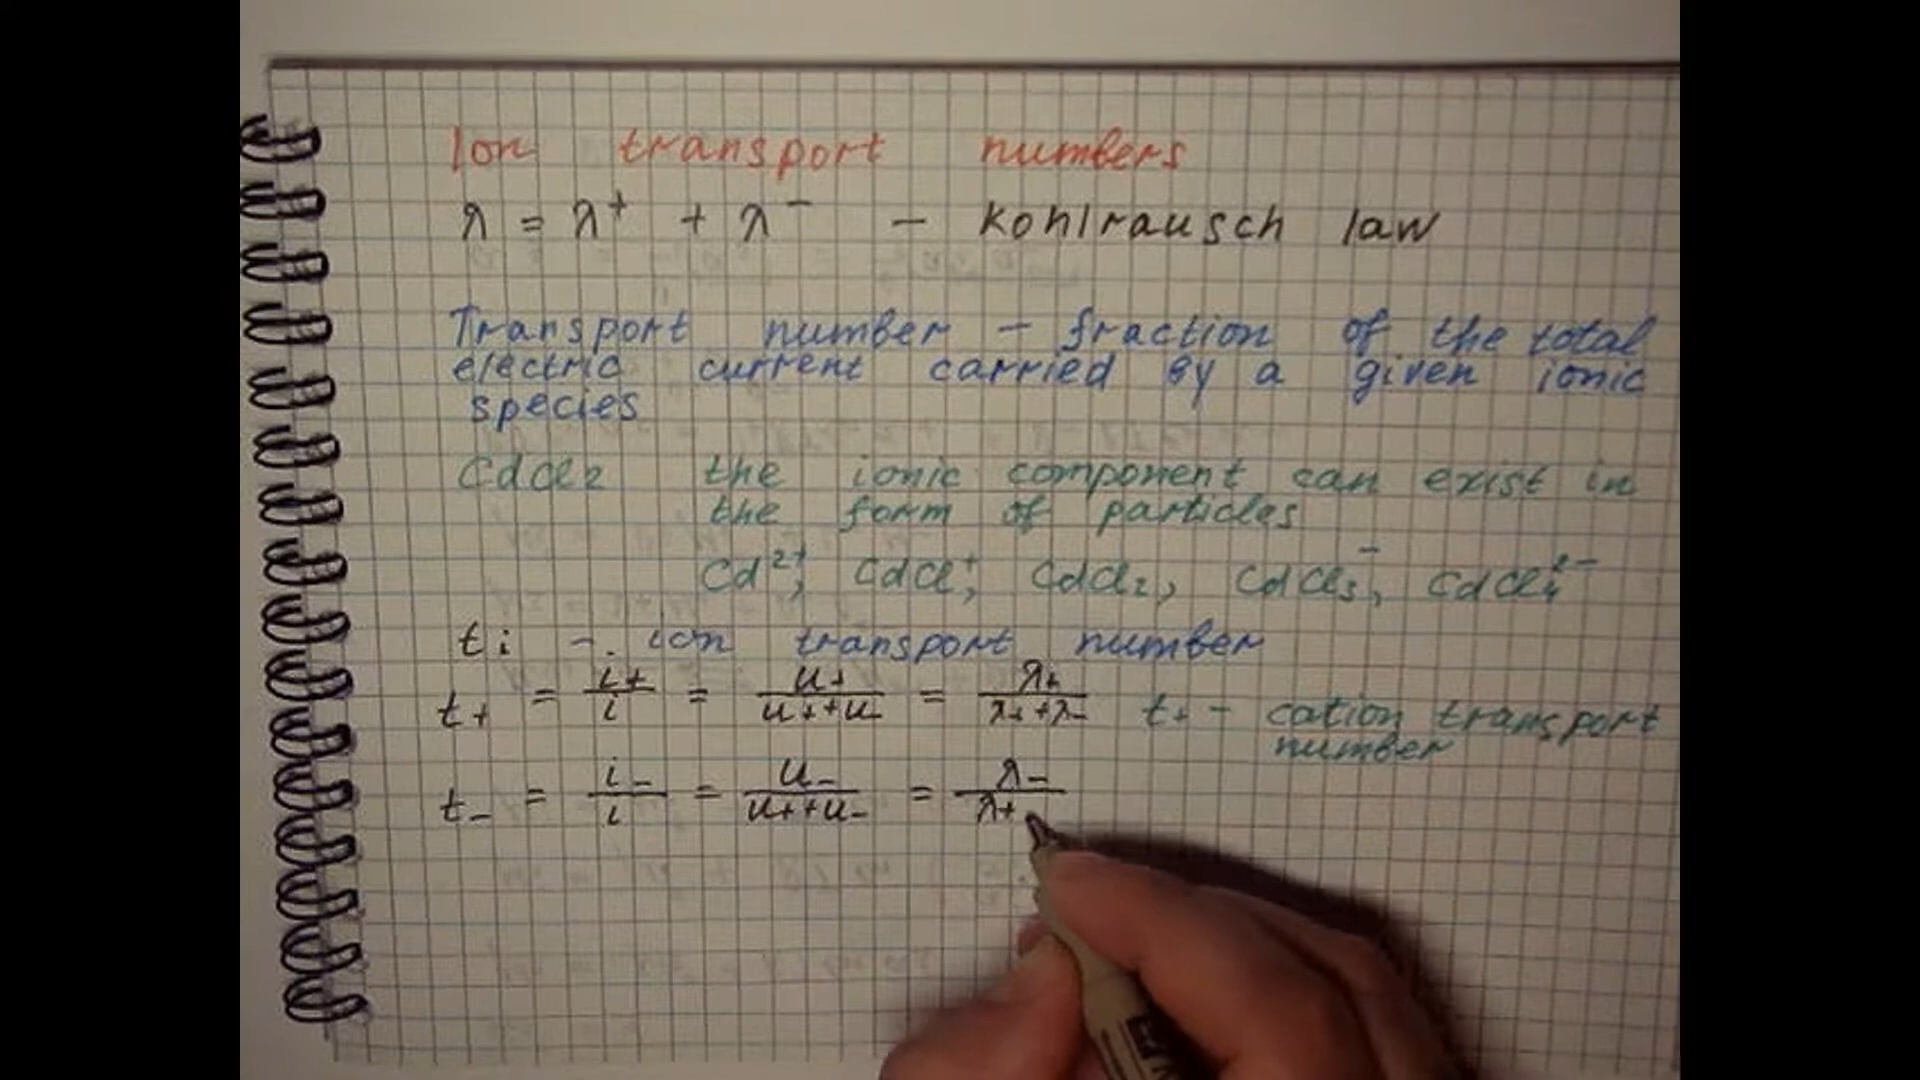 Ion transport numbers
λ = λ⁺ + λ⁻ - Kohlrausch law
Transport number - fraction of the total
electric current carried by a given ionic
species
CdCl2 the ionic component can exist in
the form of particles
Cd²⁺, CdCl⁺, CdCl₂, CdCl₃⁻, CdCl₄²⁻
ti - ion transport number
t+ = i+/i = u+/(u+ + u-) = λ+/(λ+ + λ-) t+ - cation transport
number
t- = i-/i = u-/(u+ + u-) = λ-/λ+